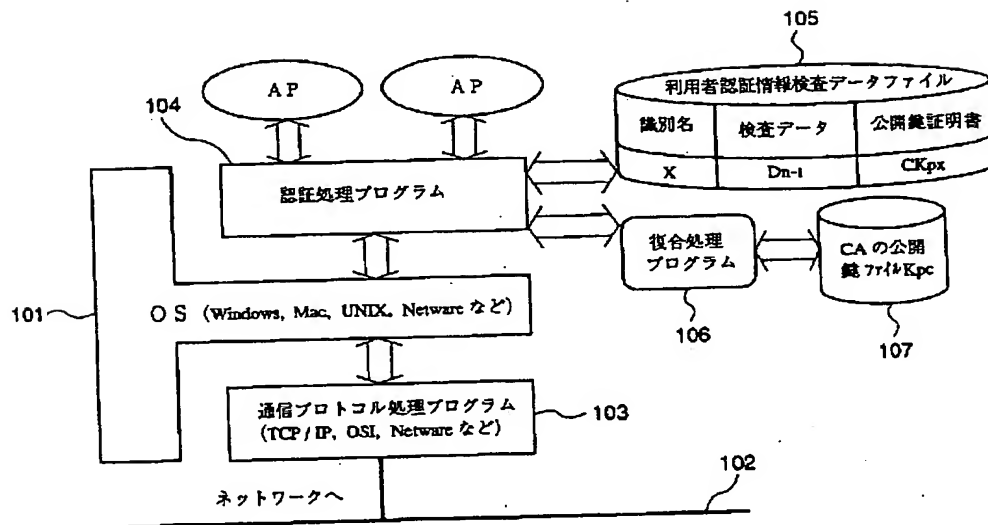 105
AP
AP
104
利用者認証情報検査データファイル
識別名
検査データ
公開鍵証明書
X
Dn-1
CKpx
認証処理プログラム
復合処理
プログラム
CAの公開
鍵ファイルKpc
101
OS (Windows, Mac, UNIX。Netware など)
106
107
通信プロトコル処理プログラム
(TCP / IP, OSI, Netware など)
103
102
ネットワークへ